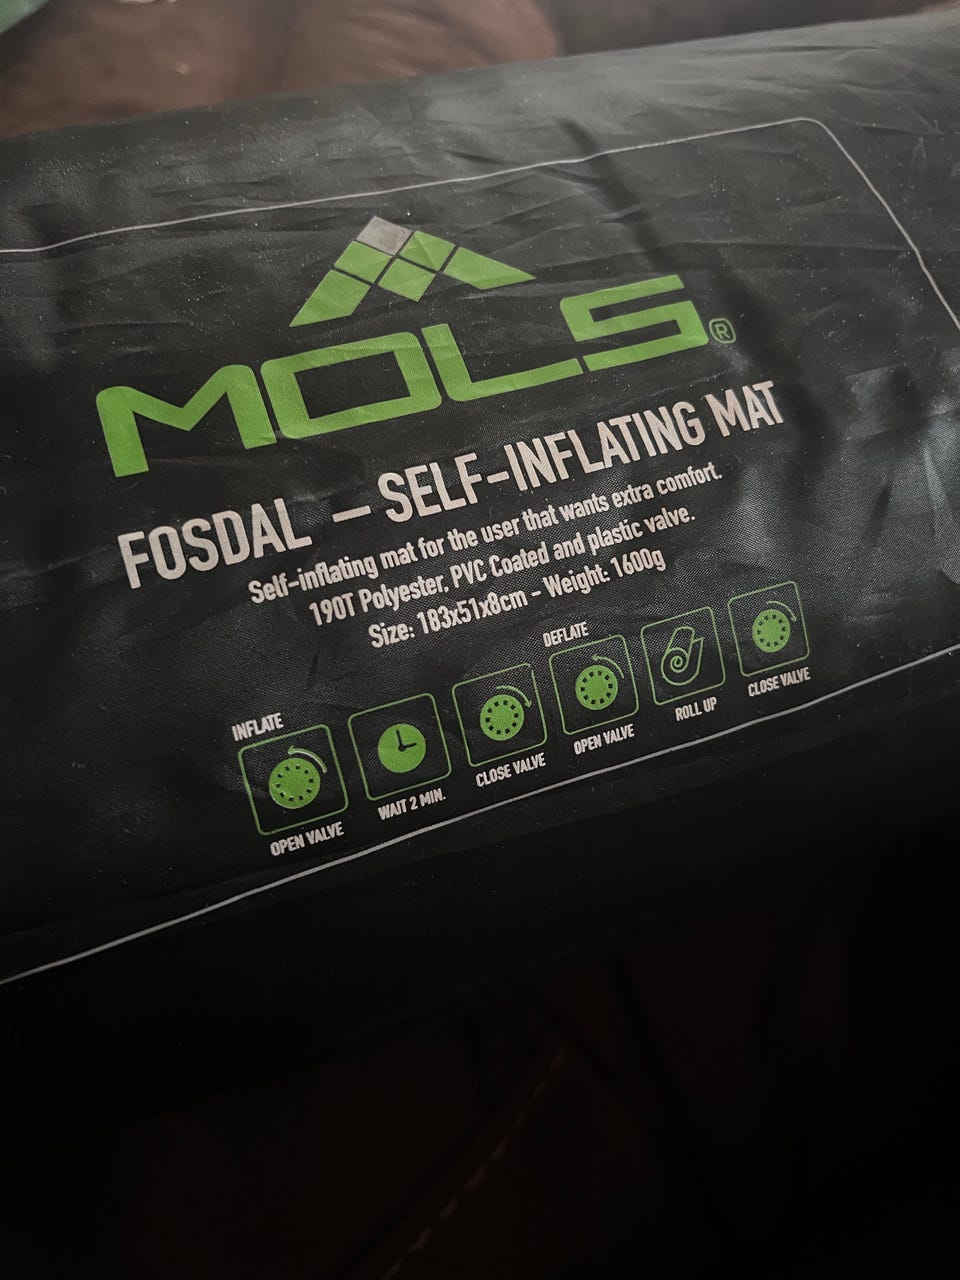 MOLS®
FOSDAL – SELF-INFLATING MAT
Self-inflating mat for the user that wants extra comfort.
190T Polyester, PVC Coated and plastic valve.
Size: 183x51x8cm - Weight: 1600g
INFLATE
OPEN VALVE
WAIT 2 MIN.
CLOSE VALVE
DEFLATE
OPEN VALVE
ROLL UP
CLOSE VALVE